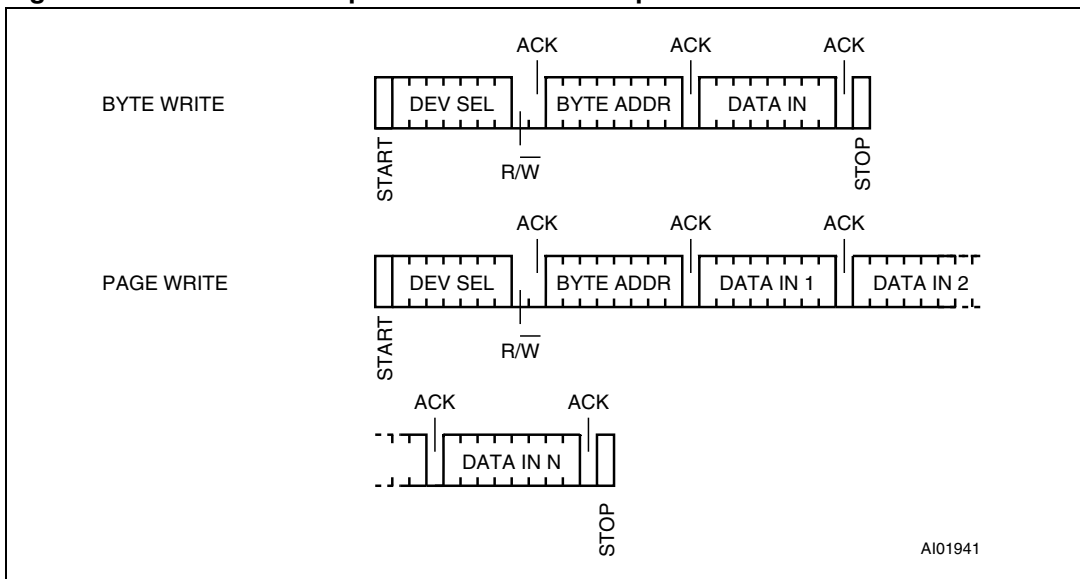 ACK ACK ACK
BYTE WRITE DEV SEL BYTE ADDR DATA IN
START R/W̅ STOP
ACK ACK ACK
PAGE WRITE DEV SEL BYTE ADDR DATA IN 1 DATA IN 2
START R/W̅
ACK ACK
DATA IN N
STOP
AI01941